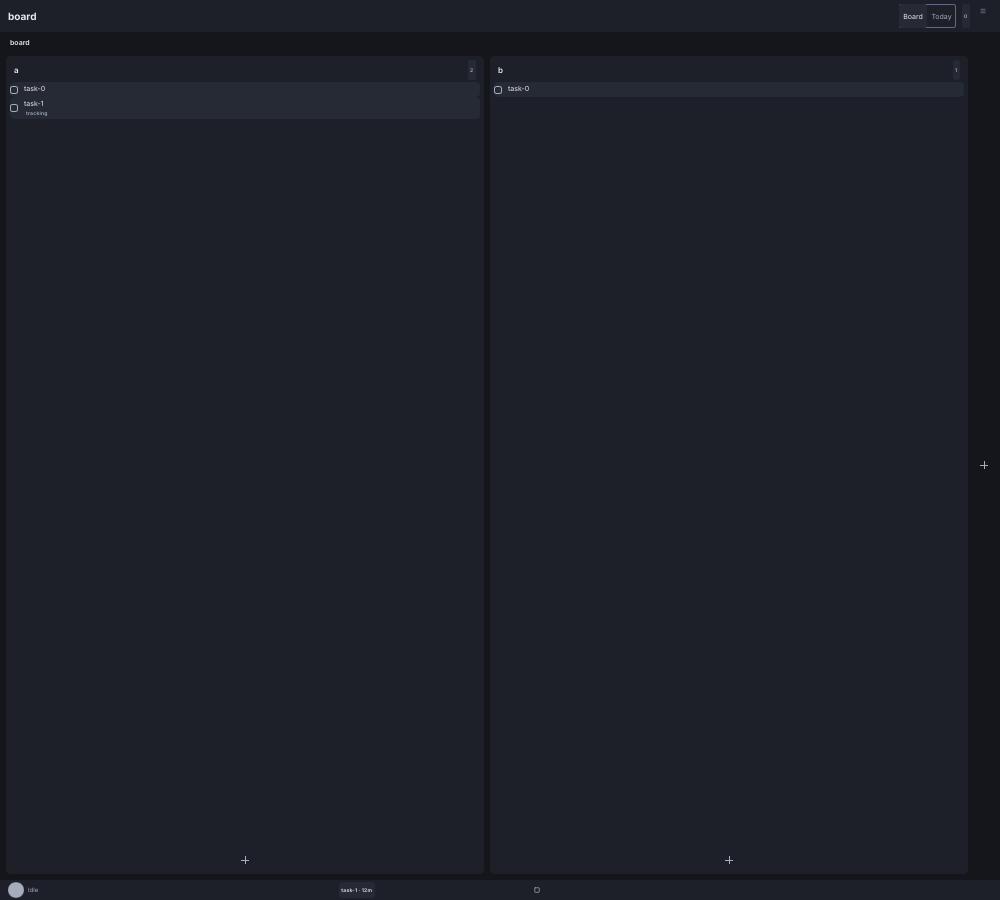 board
Board Today 0
board
a 2
task-0
task-1
tracking
b 1
task-0
Idle
task-1 · 12m